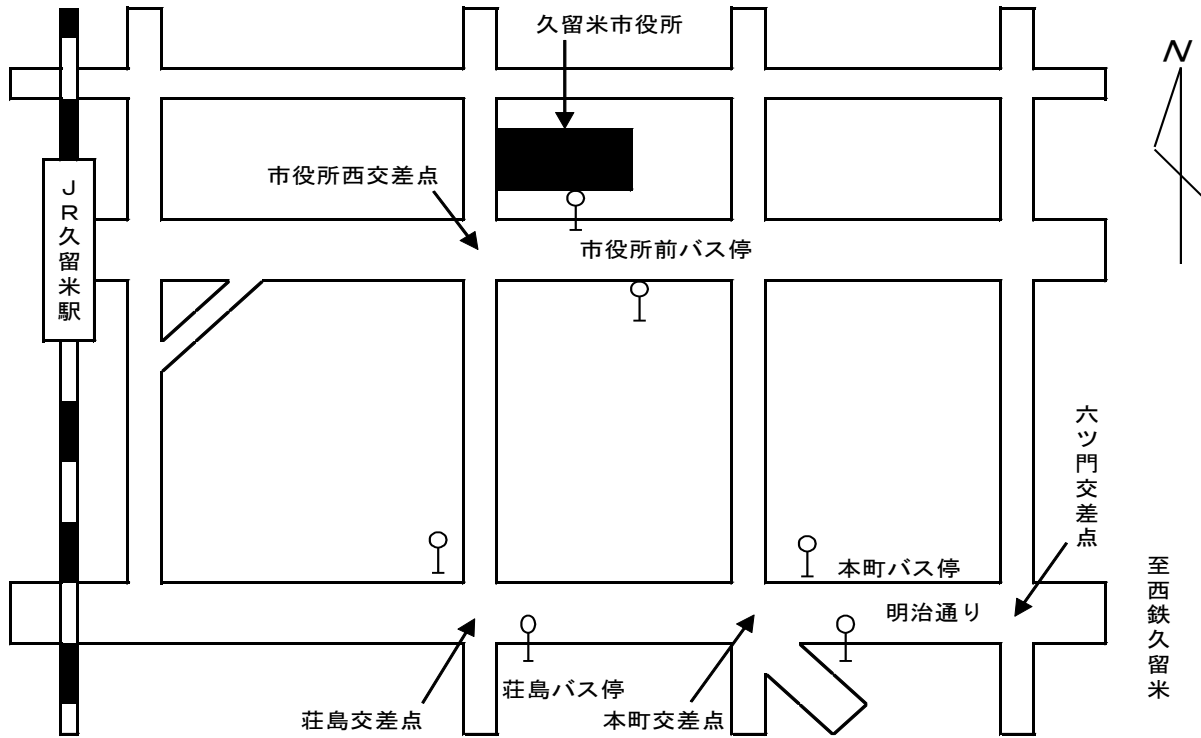 久留米市役所
N
市役所西交差点
JR久留米駅
市役所前バス停
六ツ門交差点
本町バス停
明治通り
至西鉄久留米
荘島バス停
荘島交差点
本町交差点